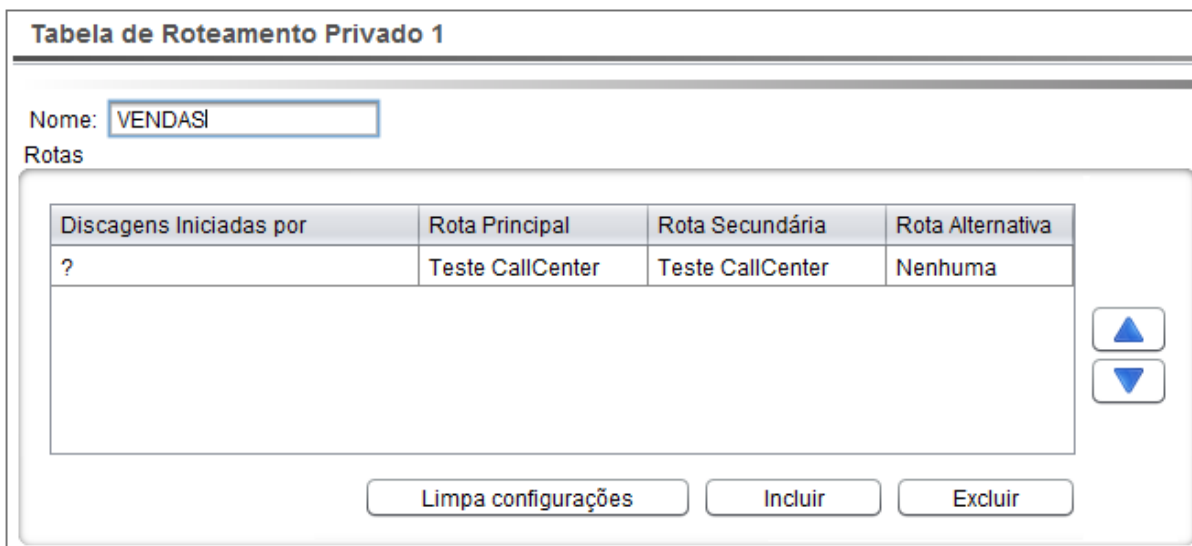 Tabela de Roteamento Privado 1
Nome: VENDAS
Rotas
Discagens Iniciadas por Rota Principal Rota Secundária Rota Alternativa
? Teste CallCenter Teste CallCenter Nenhuma
Limpa configurações Incluir Excluir